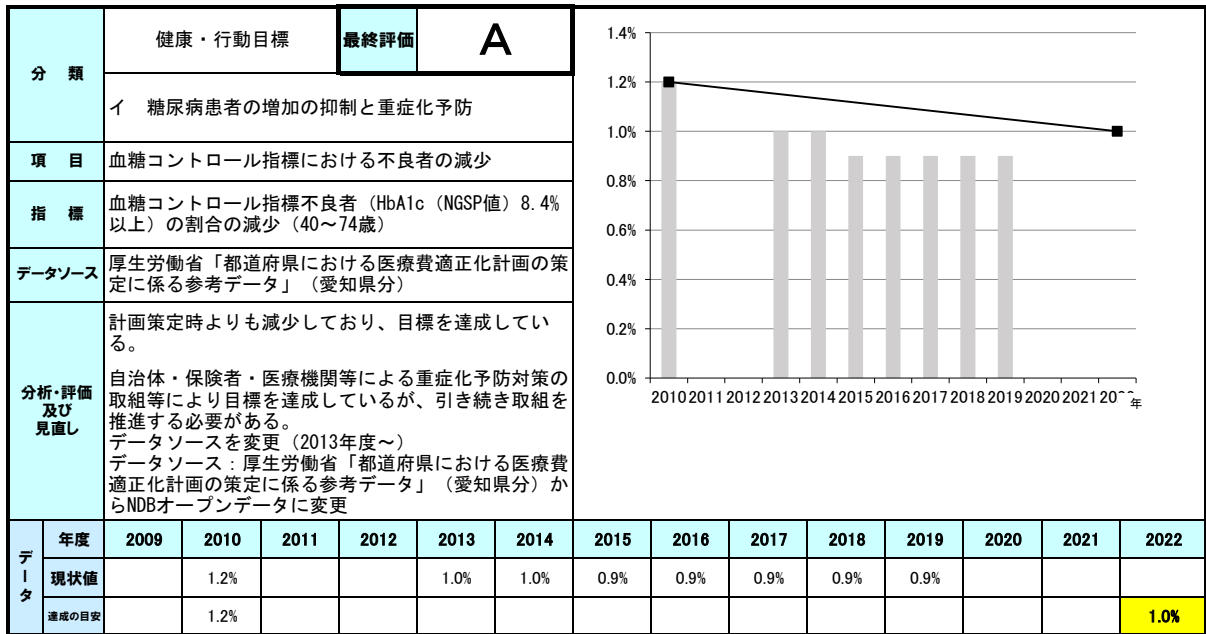 分 類
健康・行動目標
最終評価
A
イ 糖尿病患者の増加の抑制と重症化予防
項 目
血糖コントロール指標における不良者の減少
指 標
血糖コントロール指標不良者（HbA1c（NGSP値）8.4%
以上）の割合の減少（40～74歳）
データソース
厚生労働省「都道府県における医療費適正化計画の策
定に係る参考データ」（愛知県分）
分析・評価
及び
見直し
計画策定時よりも減少しており、目標を達成してい
る。
自治体・保険者・医療機関等による重症化予防対策の
取組等により目標を達成しているが、引き続き取組を
推進する必要がある。
データソースを変更（2013年度～）
データソース：厚生労働省「都道府県における医療費
適正化計画の策定に係る参考データ」（愛知県分）か
らNDBオープンデータに変更
1.4%
1.2%
1.0%
0.8%
0.6%
0.4%
0.2%
0.0%
2010 2011 2012 2013 2014 2015 2016 2017 2018 2019 2020 2021 年
データ
年度 2009 2010 2011 2012 2013 2014 2015 2016 2017 2018 2019 2020 2021 2022
現状値 1.2% 1.0% 1.0% 0.9% 0.9% 0.9% 0.9% 0.9%
達成の目安 1.2% 1.0%